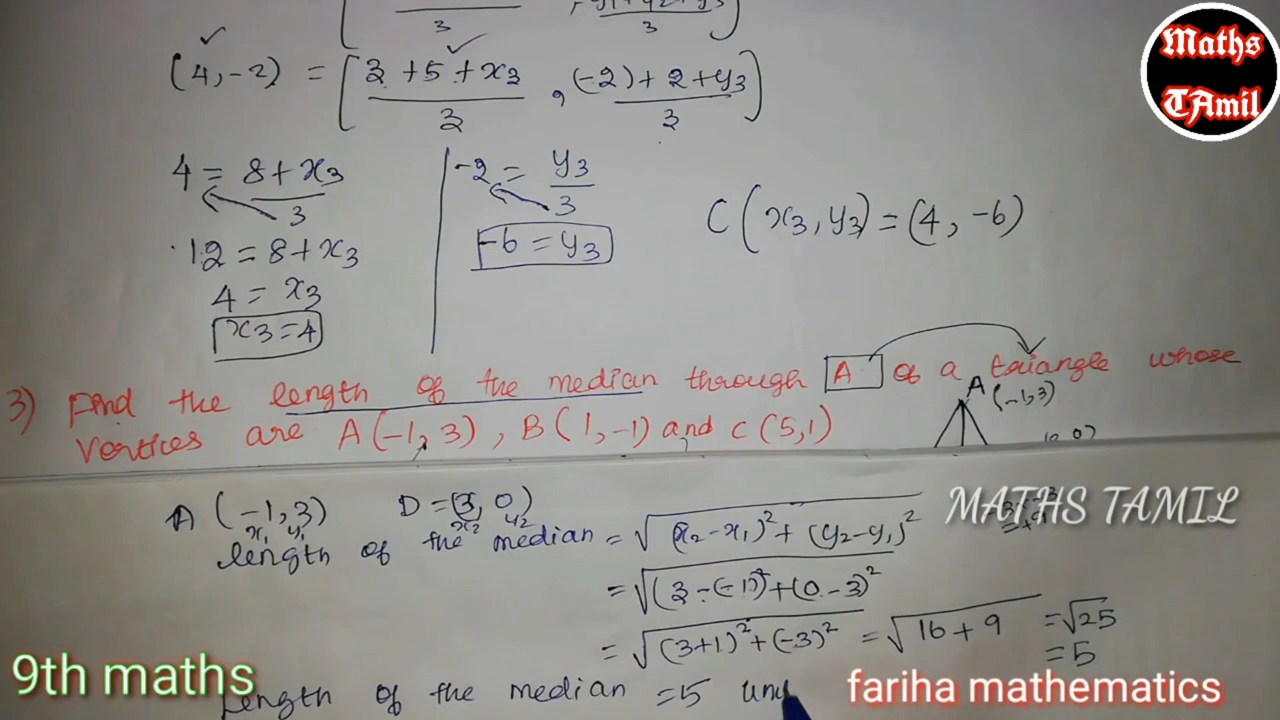 Maths
TAmil
3 3
(4, -2) = [3 + 5 + x3 / 3 , (-2) + 2 + y3 / 3]
4 = 8 + x3 / 3
12 = 8 + x3
4 = x3
x3 = 4
-2 = y3 / 3
-6 = y3
C (x3, y3) = (4, -6)
3) Find the length of the median through A of a triangle whose
vertices are A(-1, 3), B(1, -1) and C(5, 1)
A (-1, 3)
A (-1, 3) D = (3, 0)
x1 y1 x2 y2
length of the median = √(x2 - x1)² + (y2 - y1)²
= √(3 - (-1))² + (0 - 3)²
= √(3 + 1)² + (-3)² = √16 + 9 = √25
= 5
length of the median = 5
MATHS TAMIL
9th maths
fariha mathematics